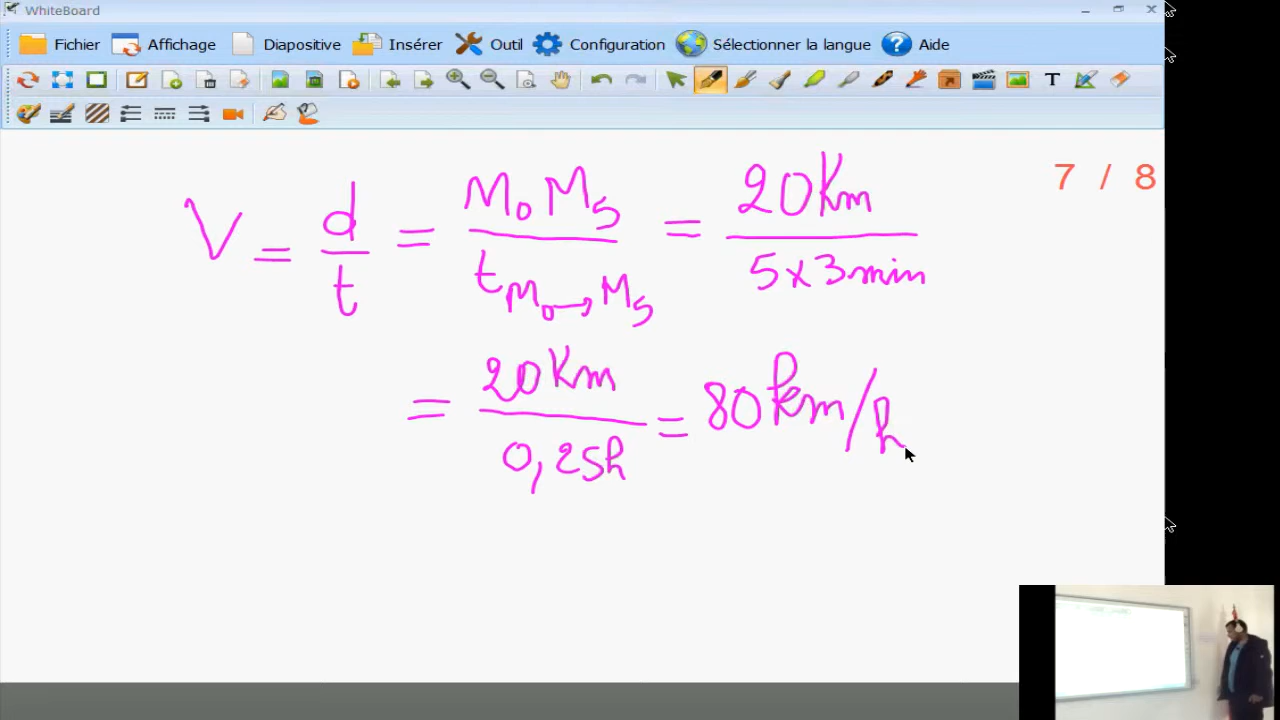 WhiteBoard
Fichier Affichage Diapositive Insérer Outil Configuration Sélectionner la langue Aide
7 / 8
V = d/t = M₀M₅ / t M₀→M₅ = 20Km / 5x3min
= 20Km / 0,25h = 80km/h